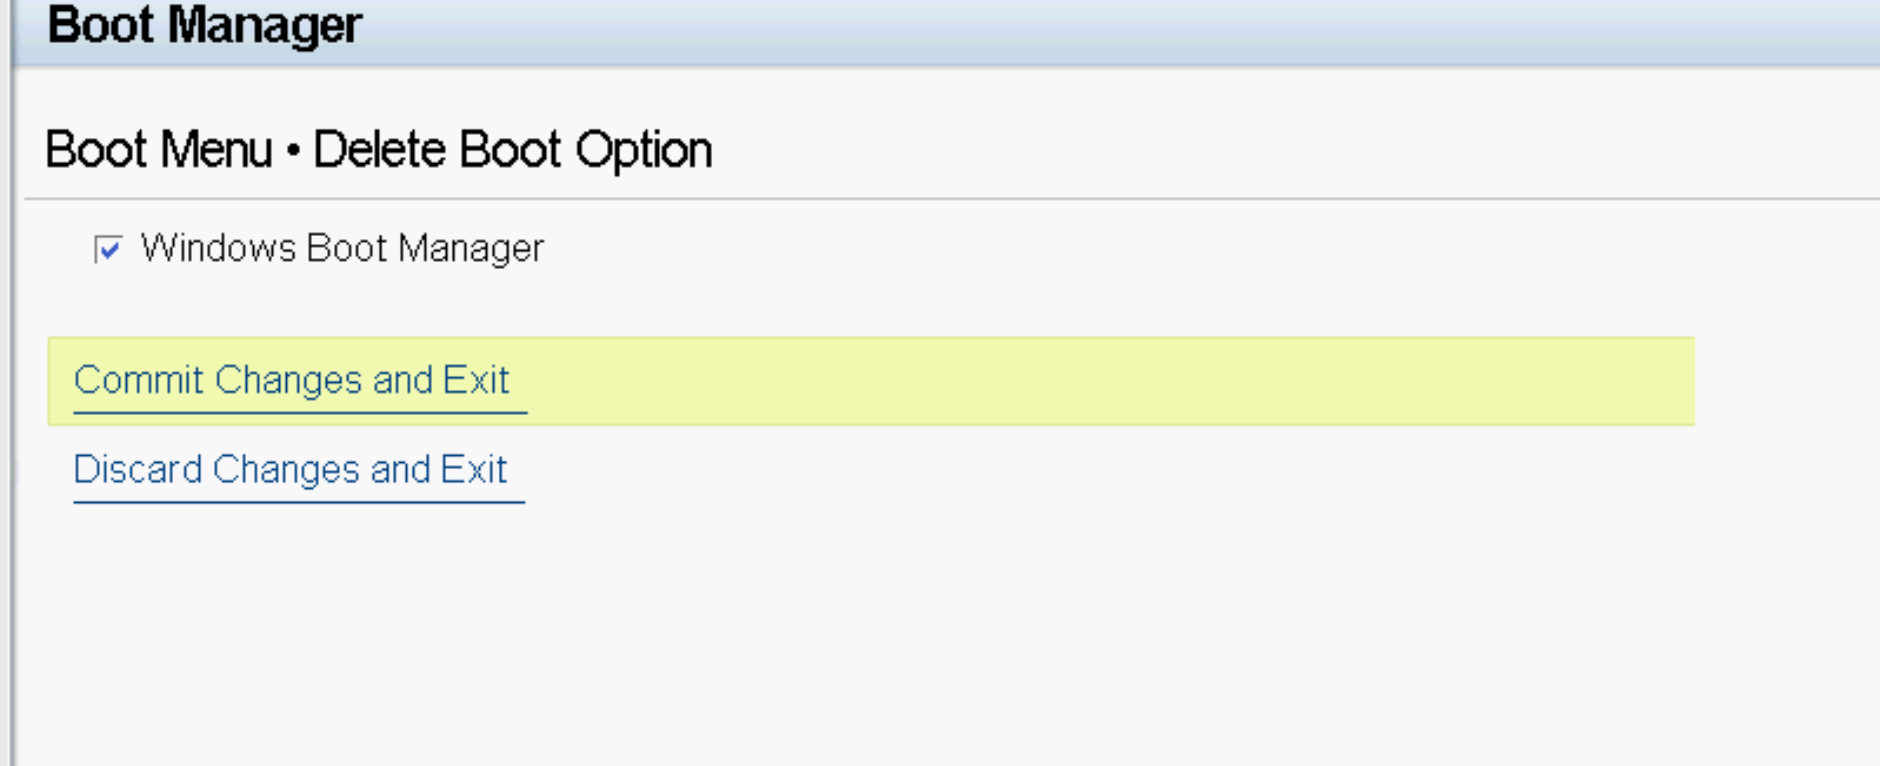 Boot Manager
Boot Menu • Delete Boot Option
Windows Boot Manager
Commit Changes and Exit
Discard Changes and Exit